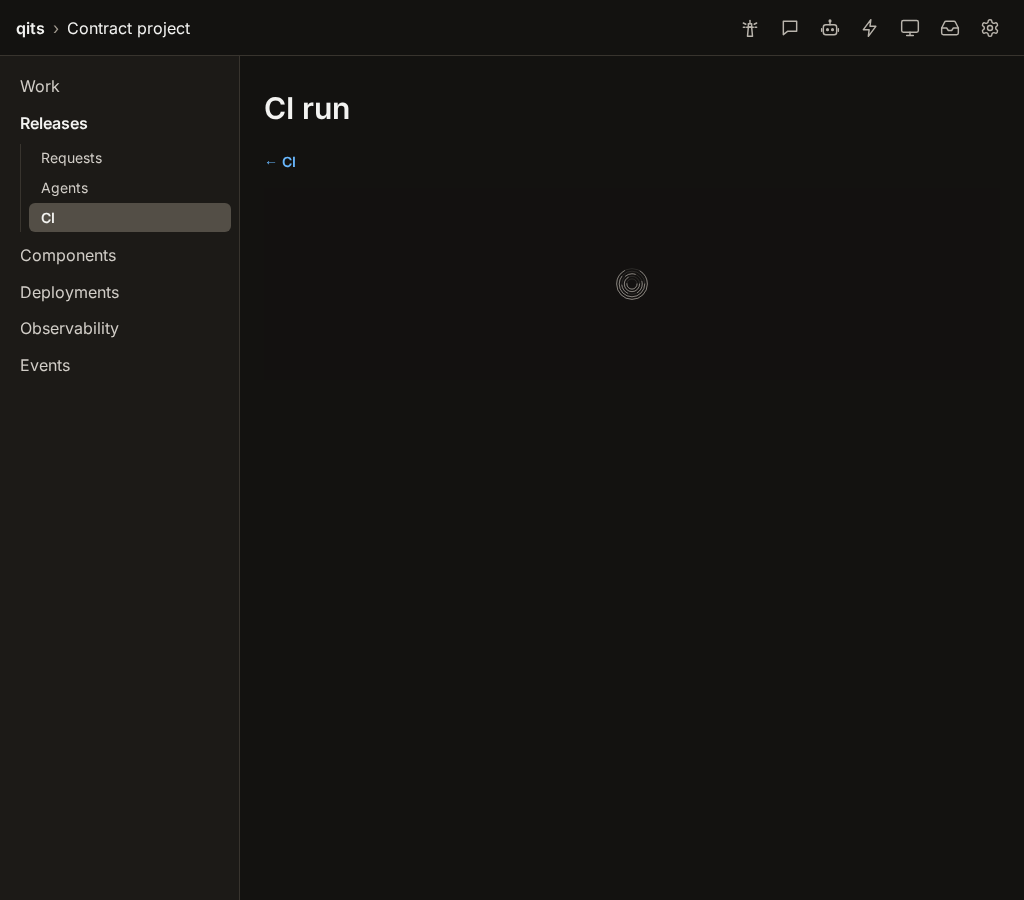 qits › Contract project
Work
Releases
Requests
Agents
CI
Components
Deployments
Observability
Events
CI run
← CI